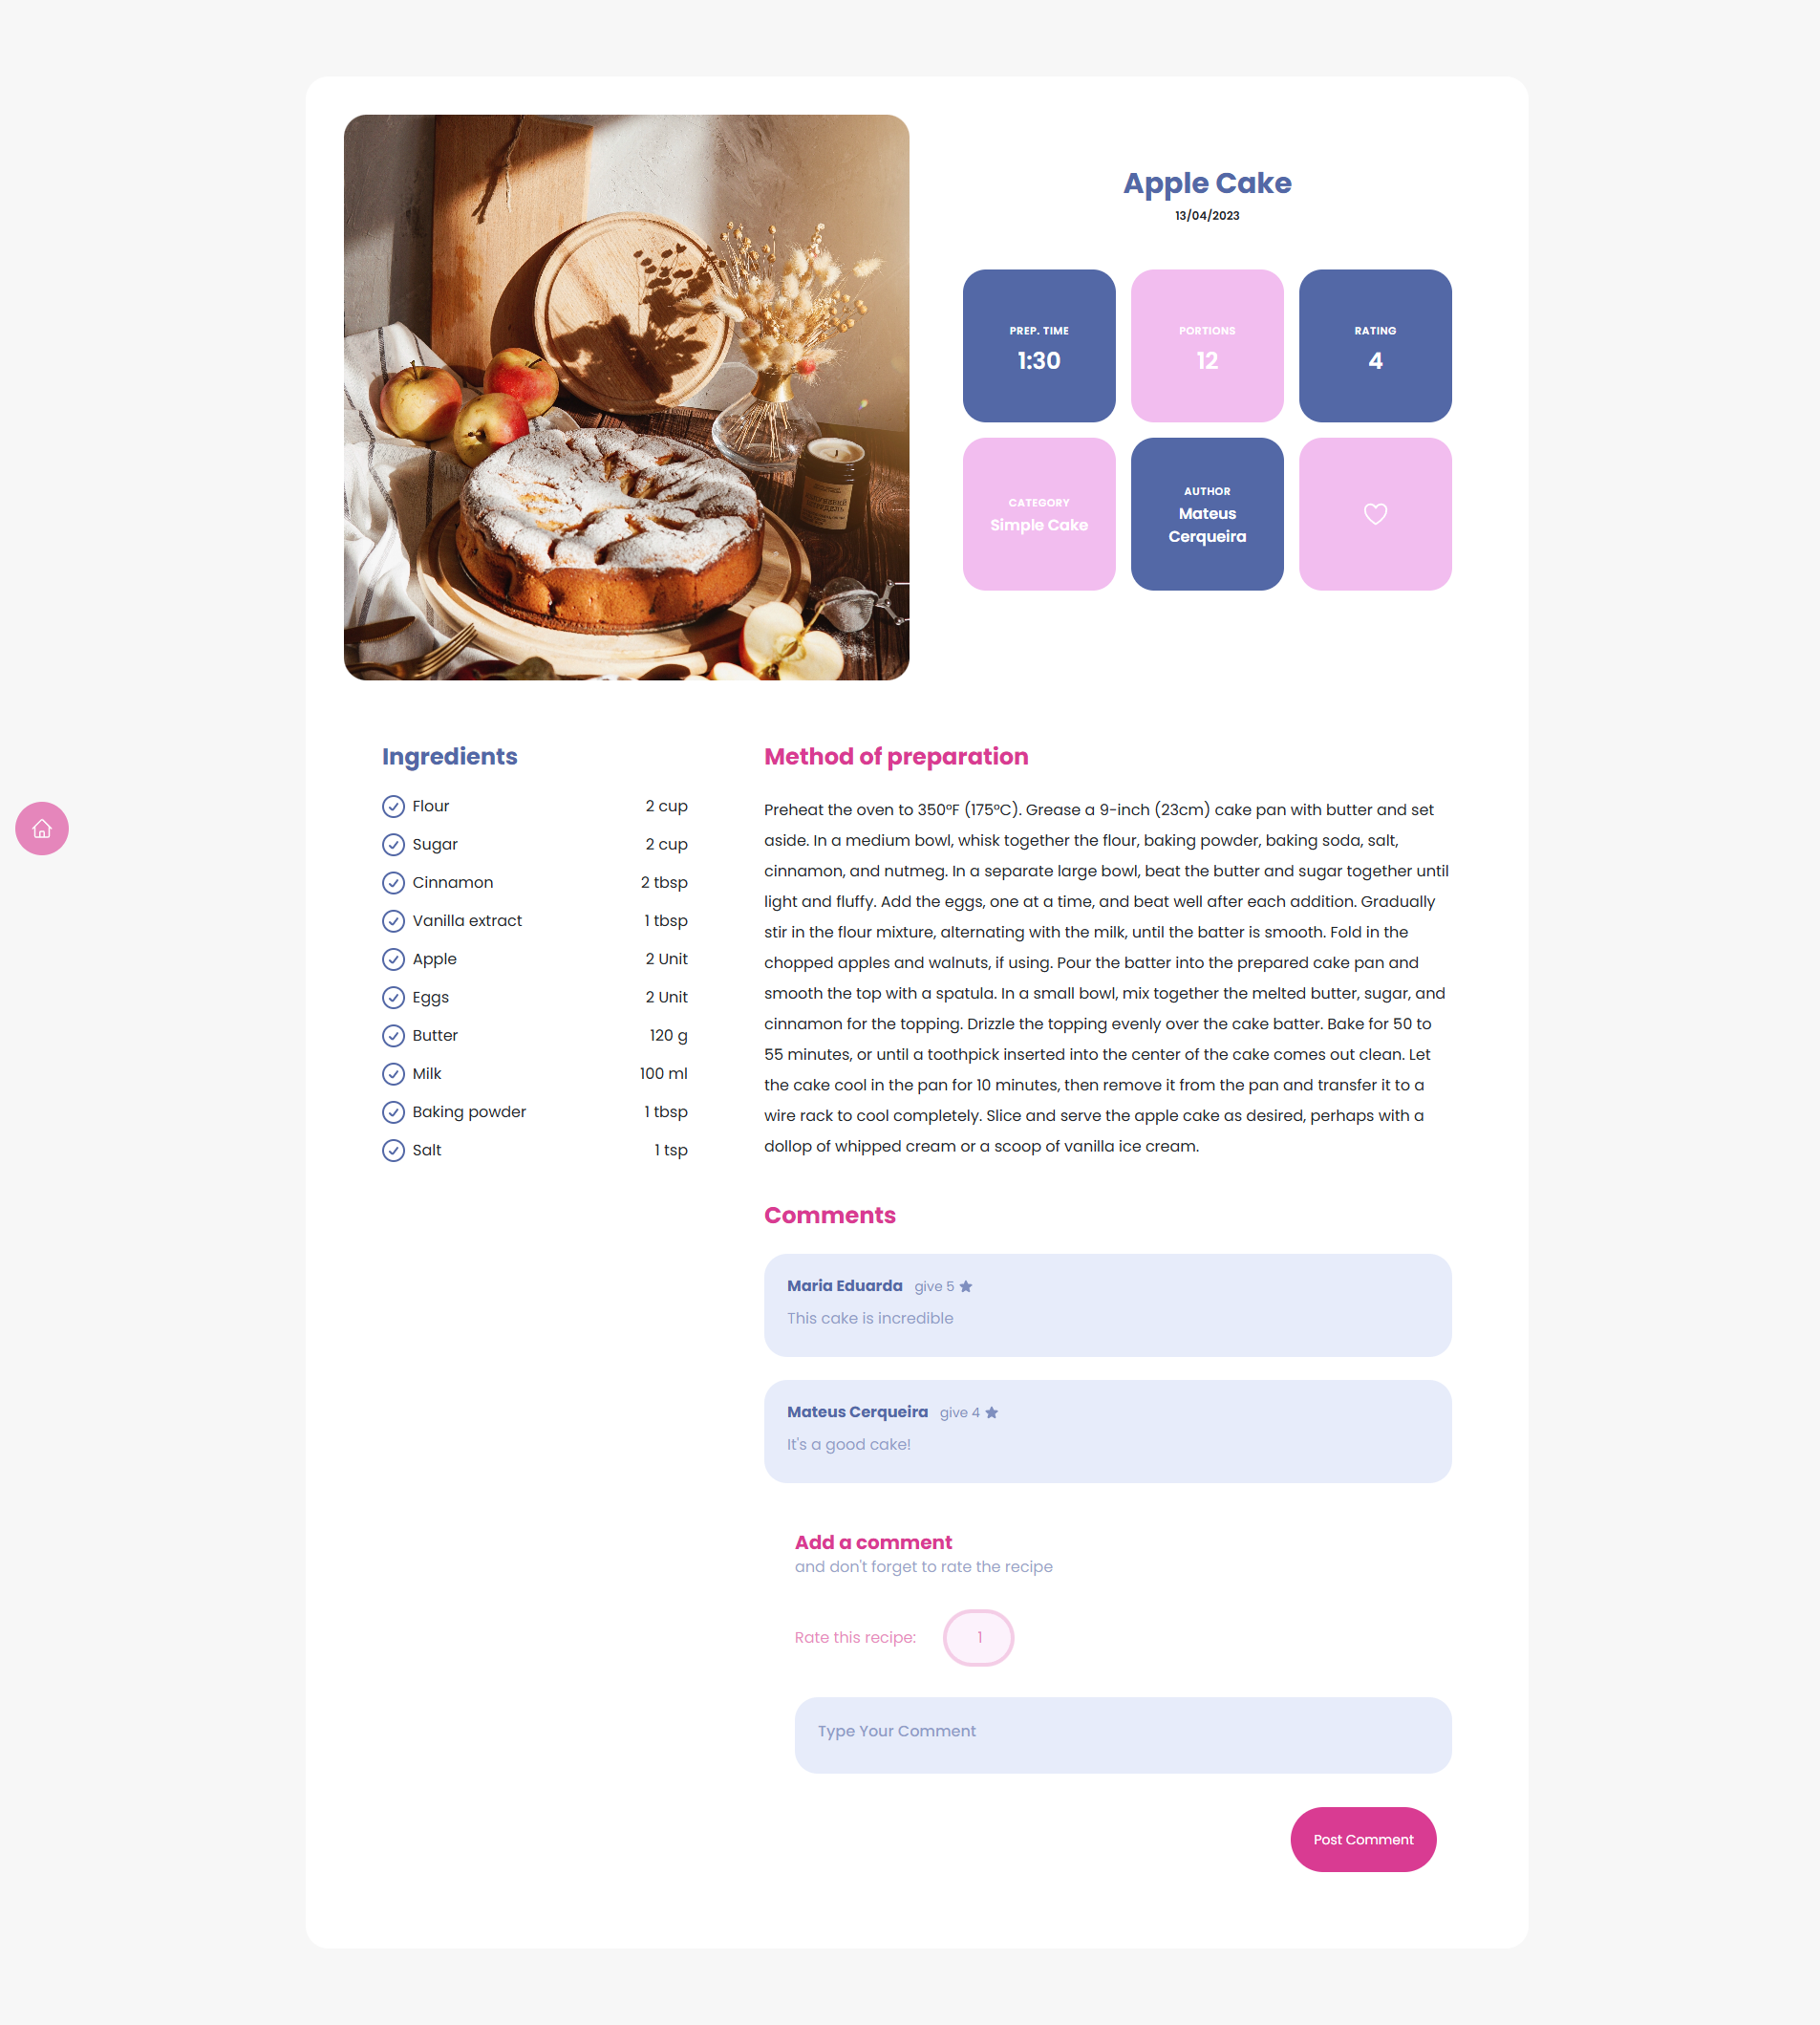 Apple Cake
13/04/2023
PREP. TIME
1:30
PORTIONS
12
RATING
4
CATEGORY
Simple Cake
AUTHOR
Mateus
Cerqueira
Ingredients
Flour 2 cup
Sugar 2 cup
Cinnamon 2 tbsp
Vanilla extract 1 tbsp
Apple 2 Unit
Eggs 2 Unit
Butter 120 g
Milk 100 ml
Baking powder 1 tbsp
Salt 1 tsp
Method of preparation
Preheat the oven to 350°F (175°C). Grease a 9-inch (23cm) cake pan with butter and set
aside. In a medium bowl, whisk together the flour, baking powder, baking soda, salt,
cinnamon, and nutmeg. In a separate large bowl, beat the butter and sugar together until
light and fluffy. Add the eggs, one at a time, and beat well after each addition. Gradually
stir in the flour mixture, alternating with the milk, until the batter is smooth. Fold in the
chopped apples and walnuts, if using. Pour the batter into the prepared cake pan and
smooth the top with a spatula. In a small bowl, mix together the melted butter, sugar, and
cinnamon for the topping. Drizzle the topping evenly over the cake batter. Bake for 50 to
55 minutes, or until a toothpick inserted into the center of the cake comes out clean. Let
the cake cool in the pan for 10 minutes, then remove it from the pan and transfer it to a
wire rack to cool completely. Slice and serve the apple cake as desired, perhaps with a
dollop of whipped cream or a scoop of vanilla ice cream.
Comments
Maria Eduarda give 5
This cake is incredible
Mateus Cerqueira give 4
It's a good cake!
Add a comment
and don't forget to rate the recipe
Rate this recipe: 1
Type Your Comment
Post Comment